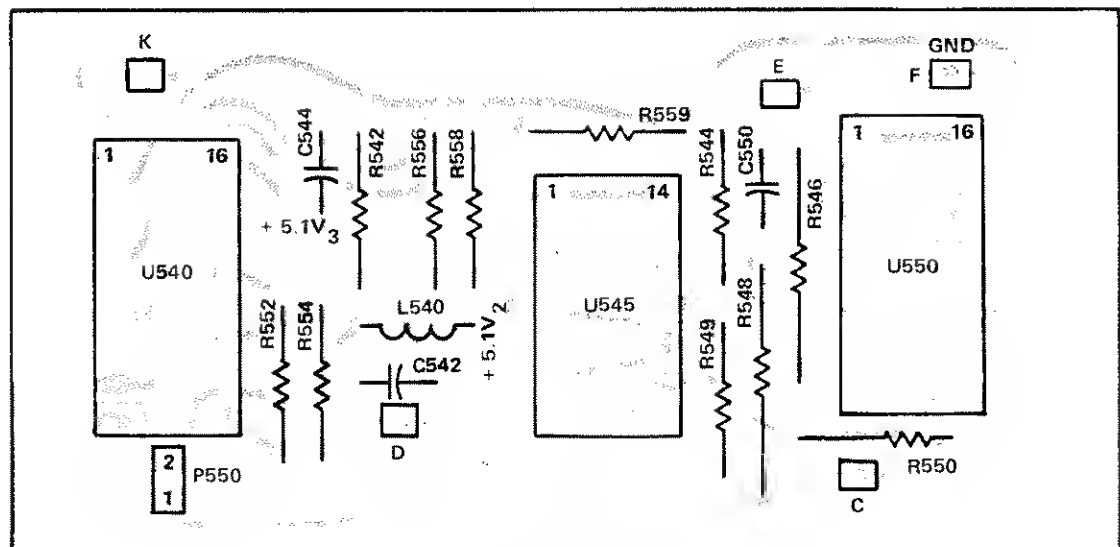 K
GND
E
F
C544
R542
R556
R558
R559
R544
C550
R546
1 16
1 14
1 16
+ 5.1V3
U540
U545
U550
R552
R554
L540
+ 5.1V2
C542
R549
R548
D
2
1
P550
R550
C